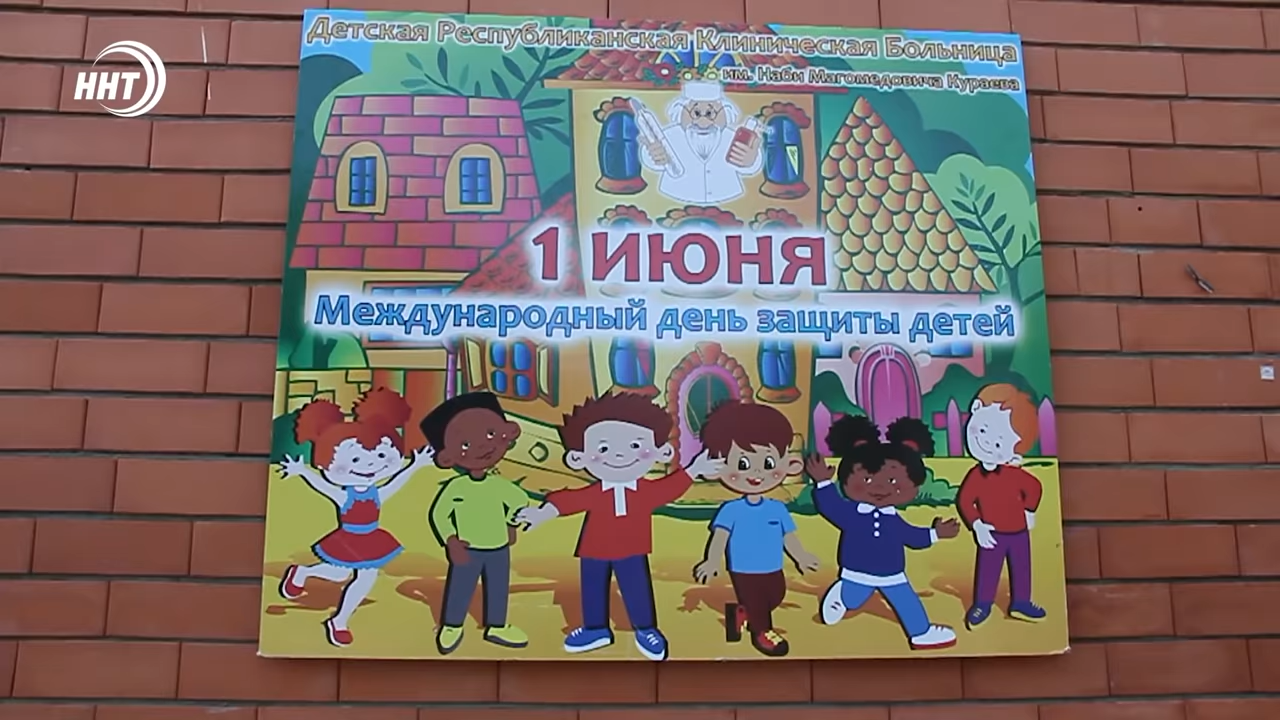 ННТ
Детская Республиканская Клиническая Больница
им. Наби Магомедовича Кураева
1 ИЮНЯ
Международный день защиты детей